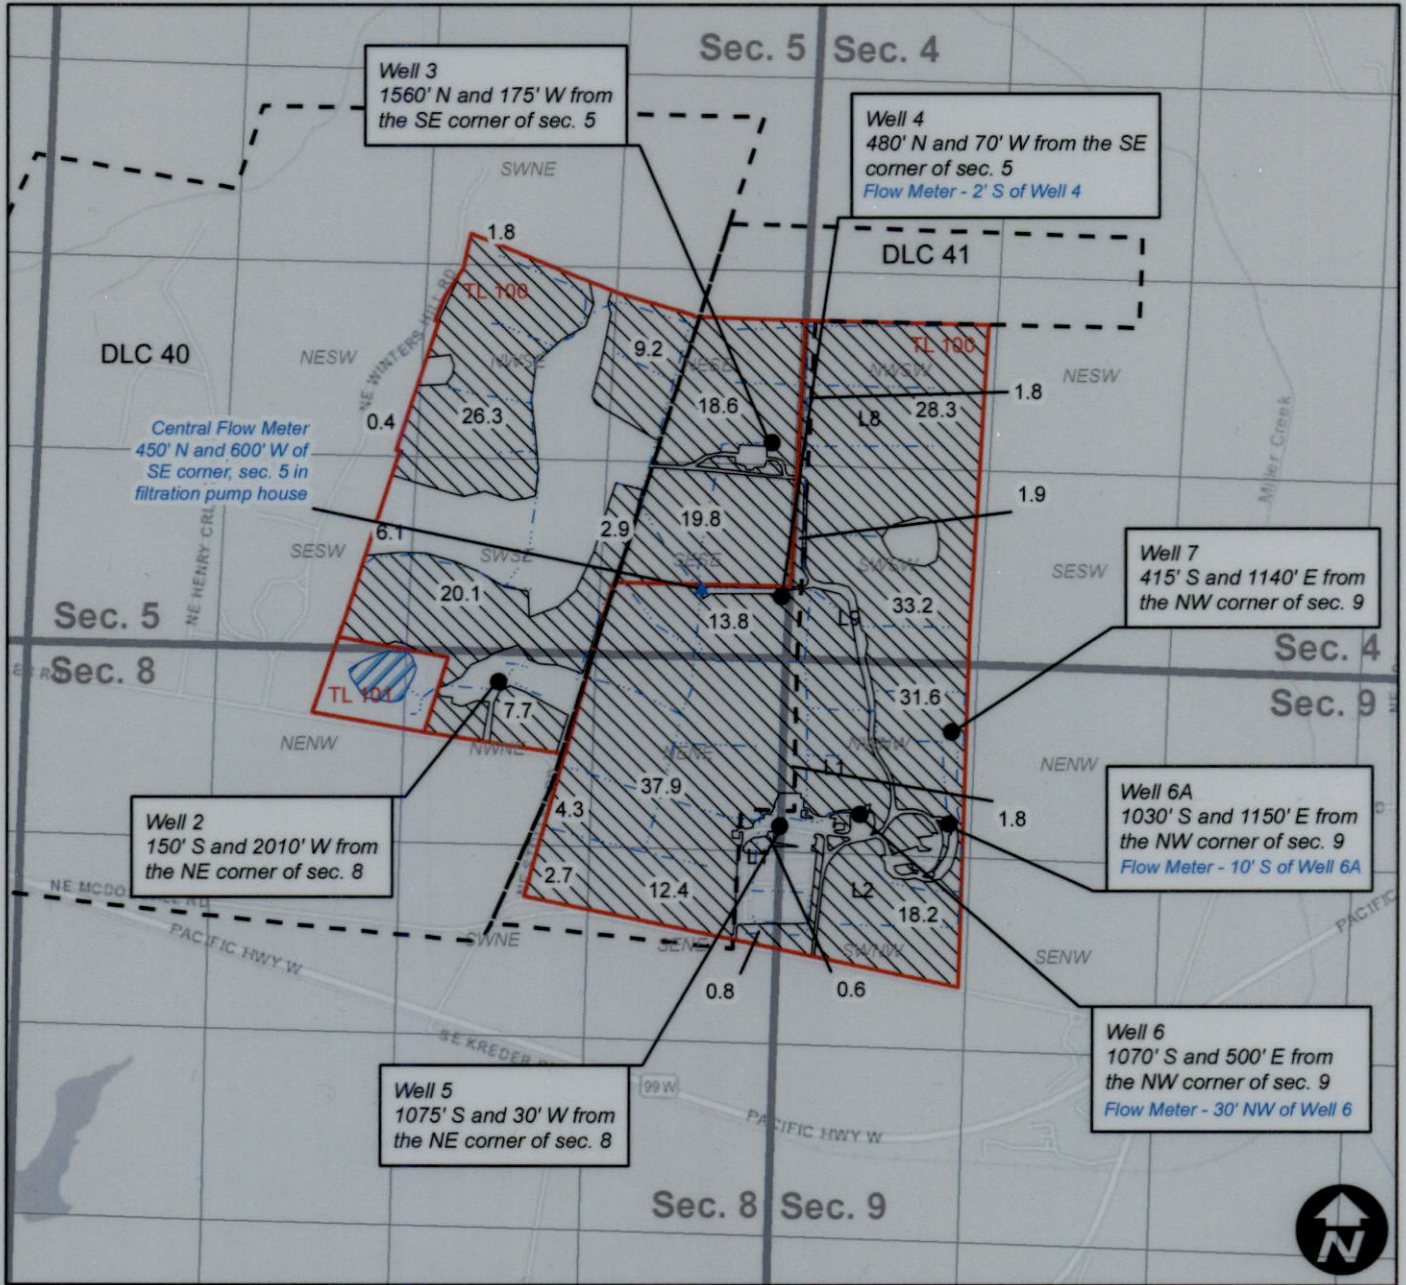 Sec. 5
Sec. 4
Well 3
1560' N and 175' W from
the SE corner of sec. 5
Well 4
480' N and 70' W from the SE
corner of sec. 5
Flow Meter - 2' S of Well 4
SWNE
1.8
DLC 41
TL 100
NE WINTERS HILL RD
DLC 40
NESW
NWSE
9.2
NESE
TL 100
NWSW
NESW
18.6
1.8
0.4
26.3
L8
28.3
Miller Creek
Central Flow Meter
450' N and 600' W of
SE corner, sec. 5 in
filtration pump house
1.9
6.1
2.9
19.8
NE HENRY CRL
SESW
SWSE
SESE
SWSW
SESW
Well 7
415' S and 1140' E from
the NW corner of sec. 9
20.1
13.8
L9
33.2
Sec. 5
Sec. 4
Sec. 8
TL 101
7.7
31.6
Sec. 9
NENW
NWNE
NENE
NENW
L1
37.9
4.3
1.8
Well 6A
1030' S and 1150' E from
the NW corner of sec. 9
Flow Meter - 10' S of Well 6A
Well 2
150' S and 2010' W from
the NE corner of sec. 8
2.7
12.4
L2
18.2
PACIFIC
PACIFIC HWY W
SWNE
SENE
SWNW
SENW
0.8
0.6
Well 6
1070' S and 500' E from
the NW corner of sec. 9
Flow Meter - 30' NW of Well 6
SE KREDER
Well 5
1075' S and 30' W from
the NE corner of sec. 8
99W
PACIFIC HWY W
Sec. 8
Sec. 9
N